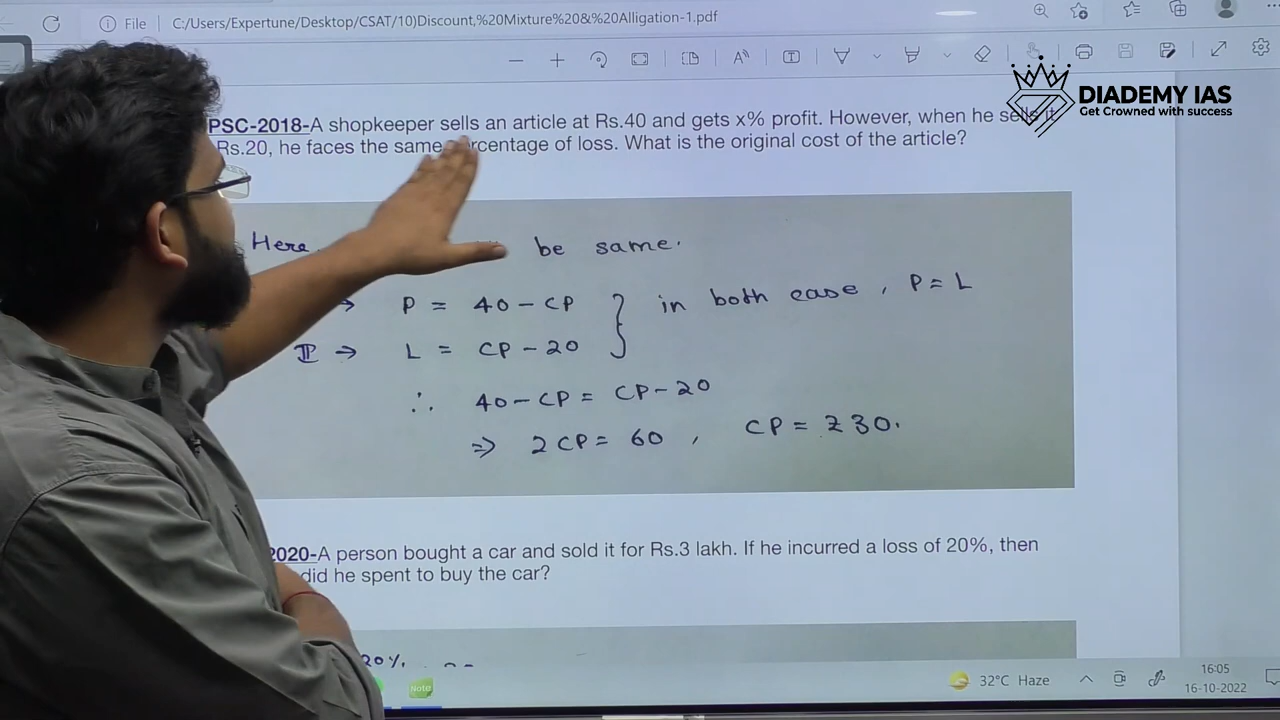 File C:/Users/Expertune/Desktop/CSAT/10)Discount,%20Mixture%20&%20Alligation-1.pdf
DIADEMY IAS
Get Crowned with success
PSC-2018-A shopkeeper sells an article at Rs.40 and gets x% profit. However, when he sells it
Rs.20, he faces the same percentage of loss. What is the original cost of the article?
Here be same.
→ P = 40 - CP } in both case, P = L
II → L = CP - 20
∴ 40 - CP = CP - 20
⇒ 2 CP = 60 , CP = ₹ 30.
2020-A person bought a car and sold it for Rs.3 lakh. If he incurred a loss of 20%, then
did he spent to buy the car?
20%.
Note
32°C Haze
16:05
16-10-2022